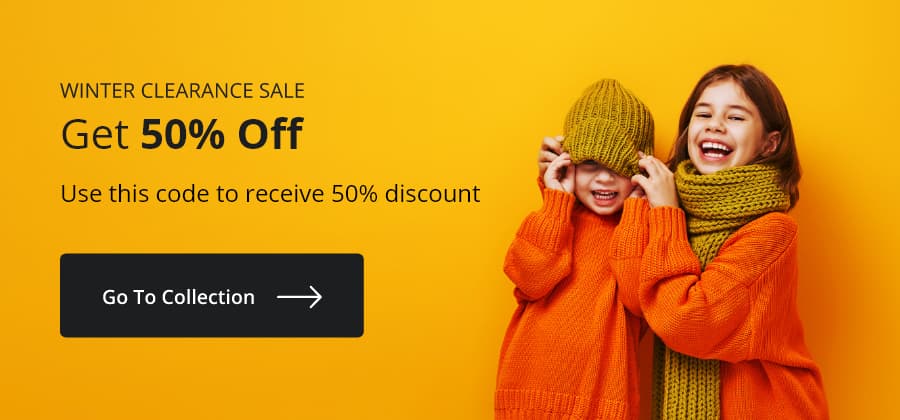 WINTER CLEARANCE SALE
Get 50% Off
Use this code to receive 50% discount
Go To Collection